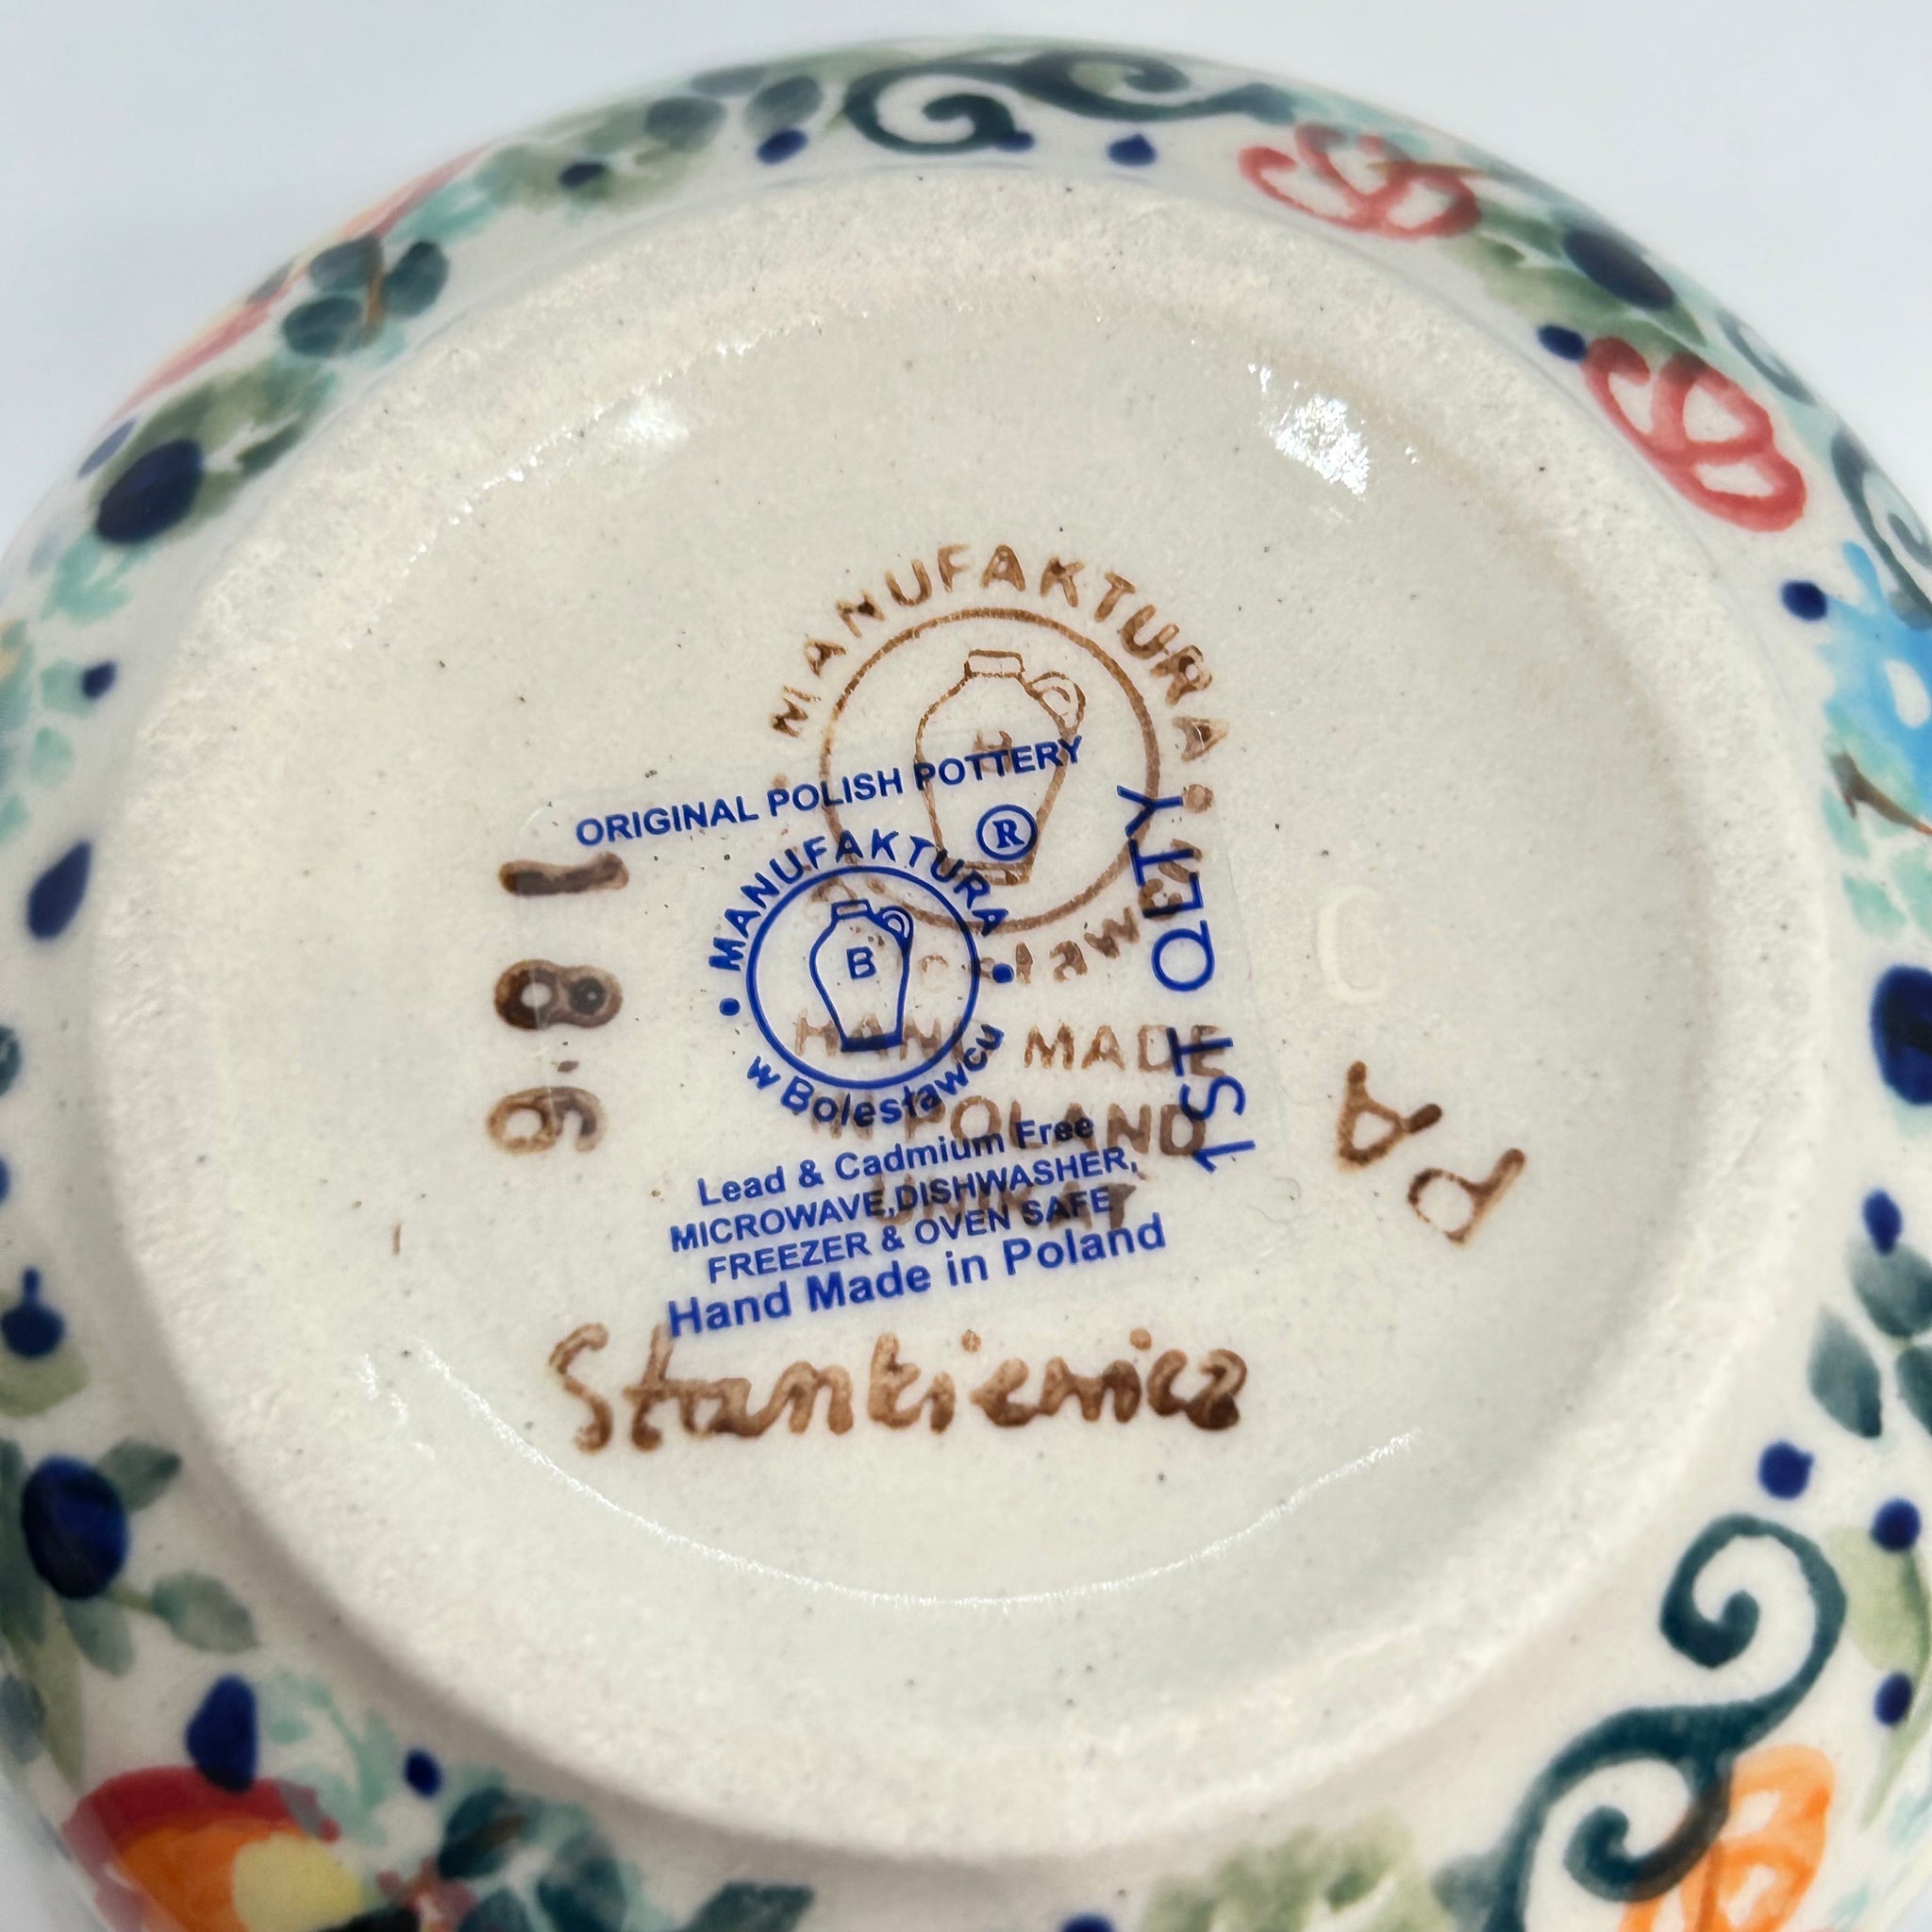 MANUFAKTURA
HAND MADE
IN POLAND
UNIKAT
ORIGINAL POLISH POTTERY
®
MANUFAKTURA
B
w Bolesławcu
Lead & Cadmium Free
MICROWAVE,DISHWASHER,
FREEZER & OVEN SAFE
Hand Made in Poland
1ST QLTY
Stankiewicz